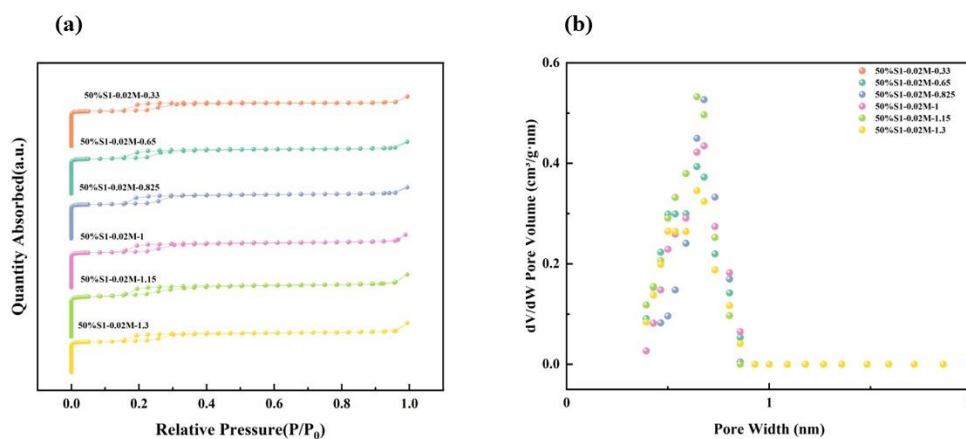 (a)
Quantity Absorbed(a.u.)
50%S1-0.02M-0.33
50%S1-0.02M-0.65
50%S1-0.02M-0.825
50%S1-0.02M-1
50%S1-0.02M-1.15
50%S1-0.02M-1.3
0.0 0.2 0.4 0.6 0.8 1.0
Relative Pressure(P/P₀)
(b)
dV/dW Pore Volume (cm³/g·nm)
0.6
0.4
0.2
0.0
50%S1-0.02M-0.33
50%S1-0.02M-0.65
50%S1-0.02M-0.825
50%S1-0.02M-1
50%S1-0.02M-1.15
50%S1-0.02M-1.3
0 1
Pore Width (nm)